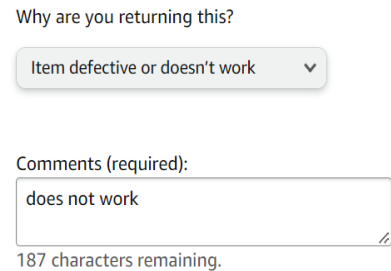 Why are you returning this?
Item defective or doesn't work
Comments (required):
does not work
187 characters remaining.